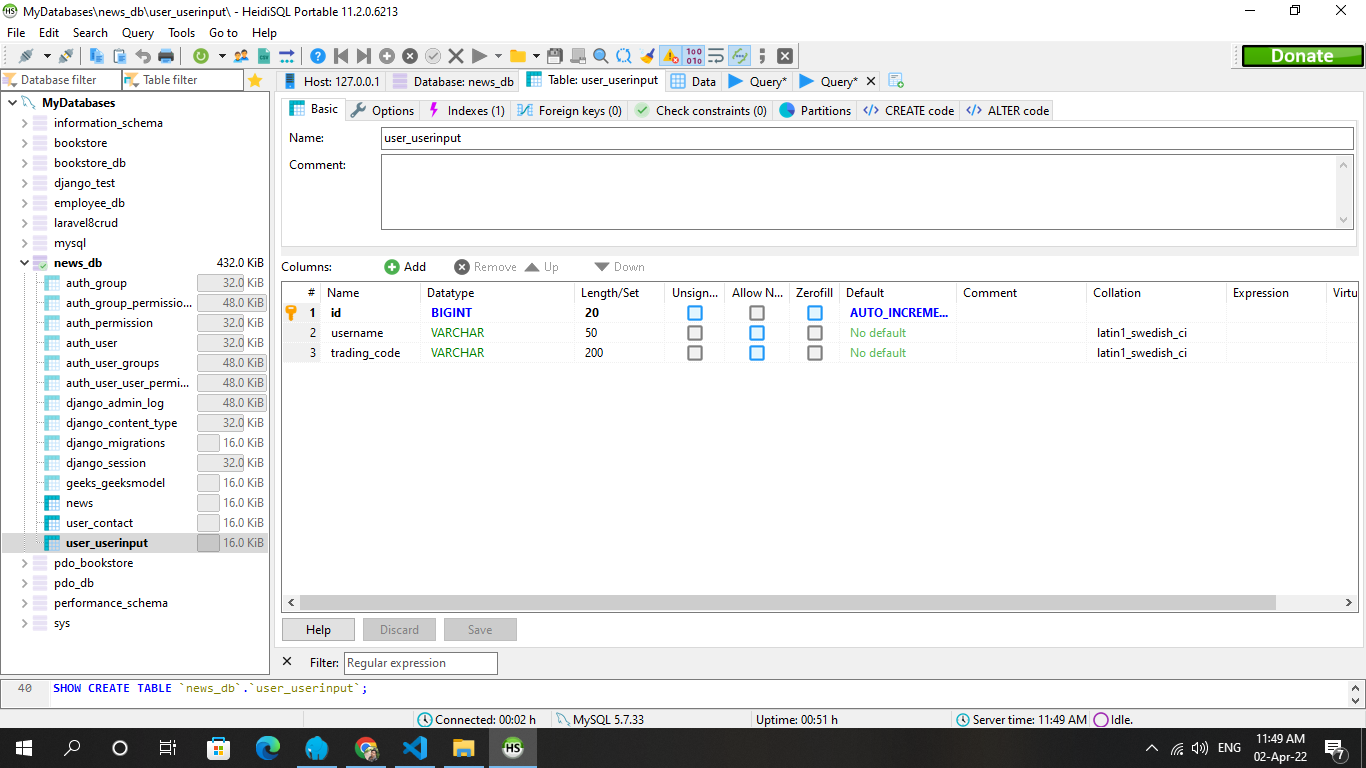 HS MyDatabases\news_db\user_userinput\ - HeidiSQL Portable 11.2.0.6213
File Edit Search Query Tools Go to Help
Donate
Database filter Table filter
Host: 127.0.0.1 Database: news_db Table: user_userinput Data Query* Query*
MyDatabases
information_schema
bookstore
bookstore_db
django_test
employee_db
laravel8crud
mysql
news_db 432.0 KiB
auth_group 32.0 KiB
auth_group_permissio... 48.0 KiB
auth_permission 32.0 KiB
auth_user 32.0 KiB
auth_user_groups 48.0 KiB
auth_user_user_permi... 48.0 KiB
django_admin_log 48.0 KiB
django_content_type 32.0 KiB
django_migrations 16.0 KiB
django_session 32.0 KiB
geeks_geeksmodel 16.0 KiB
news 16.0 KiB
user_contact 16.0 KiB
user_userinput 16.0 KiB
pdo_bookstore
pdo_db
performance_schema
sys
Basic Options Indexes (1) Foreign keys (0) Check constraints (0) Partitions CREATE code ALTER code
Name: user_userinput
Comment:
Columns: Add Remove Up Down
# Name Datatype Length/Set Unsign... Allow N... Zerofill Default Comment Collation Expression Virtu
1 id BIGINT 20 AUTO_INCREME...
2 username VARCHAR 50 No default latin1_swedish_ci
3 trading_code VARCHAR 200 No default latin1_swedish_ci
Help Discard Save
Filter: Regular expression
40 SHOW CREATE TABLE `news_db`.`user_userinput`;
Connected: 00:02 h MySQL 5.7.33 Uptime: 00:51 h Server time: 11:49 AM Idle.
HS
ENG
11:49 AM
02-Apr-22
7